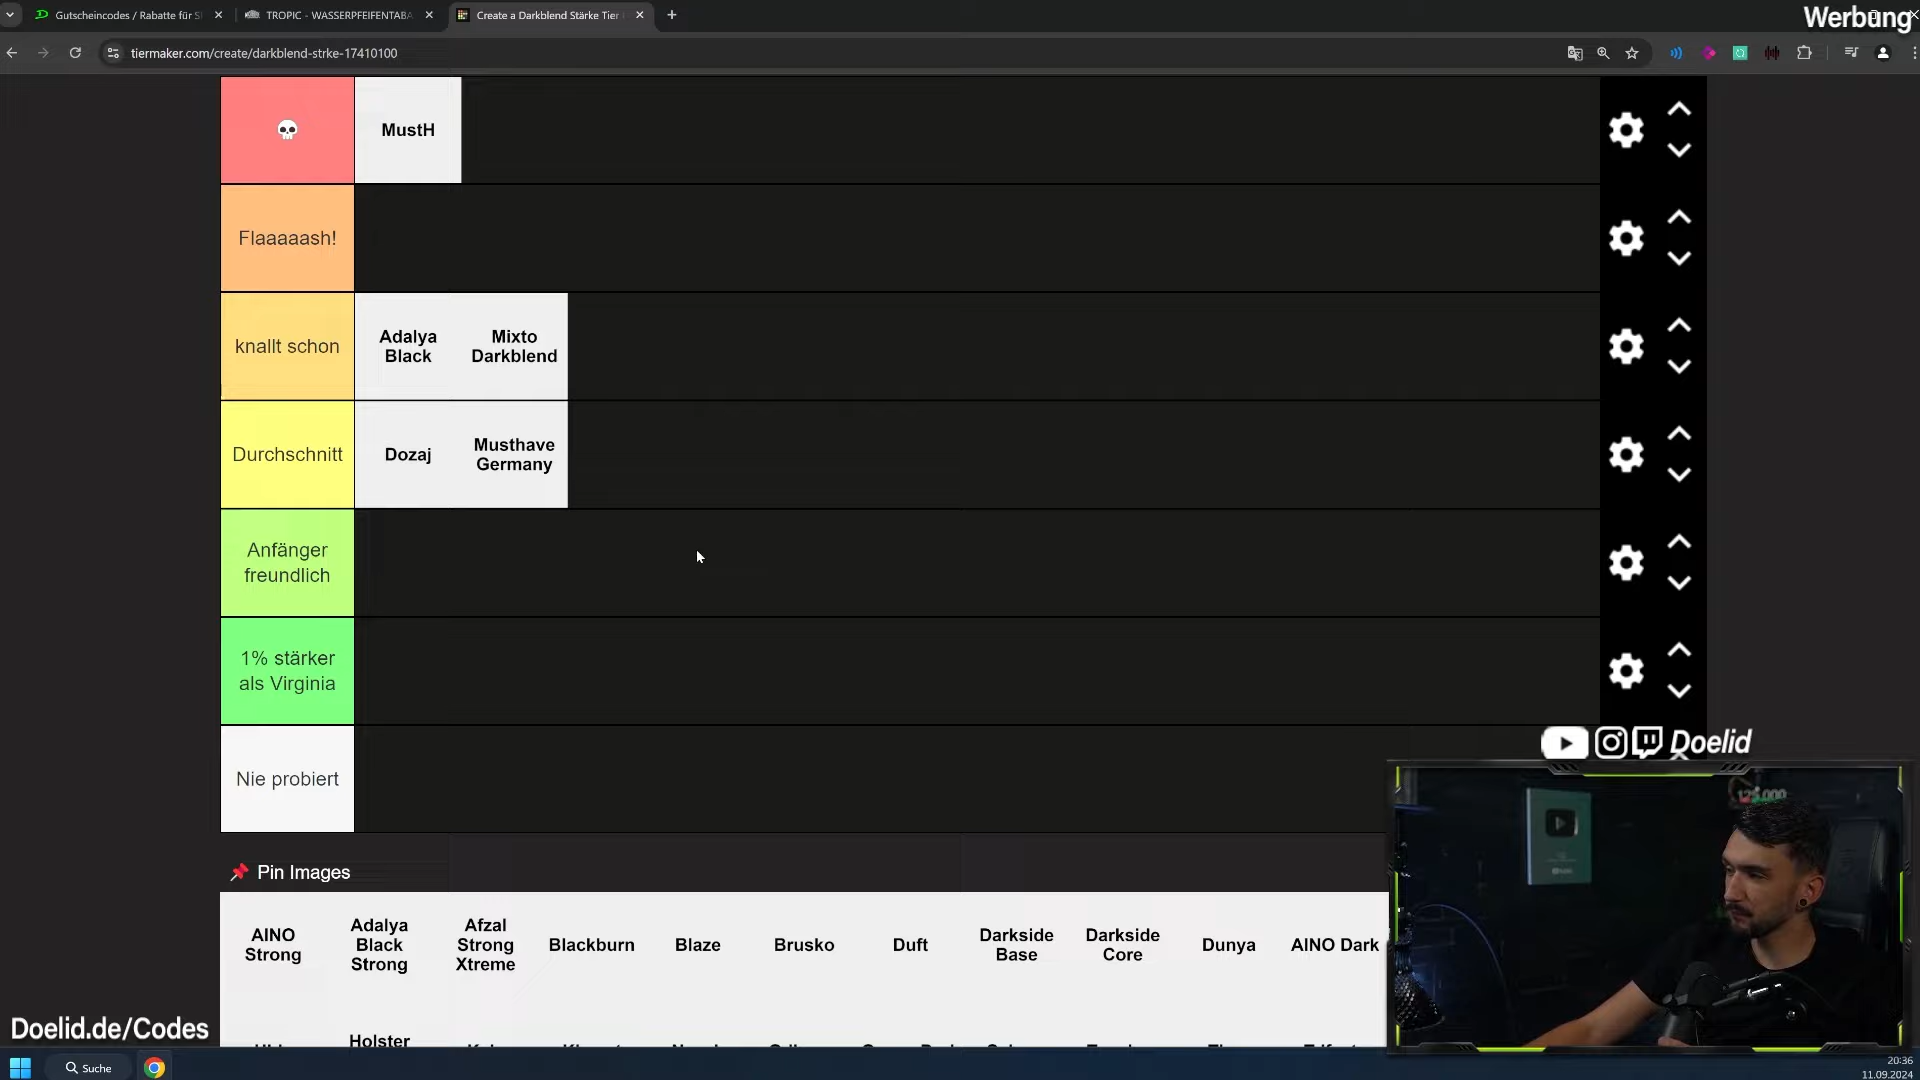 Gutscheincodes / Rabatte für S
TROPIC - WASSERPFEIFENTABA
Create a Darkblend Stärke Tier
Werbung
tiermaker.com/create/darkblend-strke-17410100
💀
MustH
Flaaaaash!
knallt schon
Adalya
Black
Mixto
Darkblend
Durchschnitt
Dozaj
Musthave
Germany
Anfänger
freundlich
1% stärker
als Virginia
Nie probiert
Doelid
125.000
📌 Pin Images
AINO
Strong
Adalya
Black
Strong
Afzal
Strong
Xtreme
Blackburn
Blaze
Brusko
Duft
Darkside
Base
Darkside
Core
Dunya
AINO Dark
Holster
Doelid.de/Codes
Suche
20:36
11.09.2024